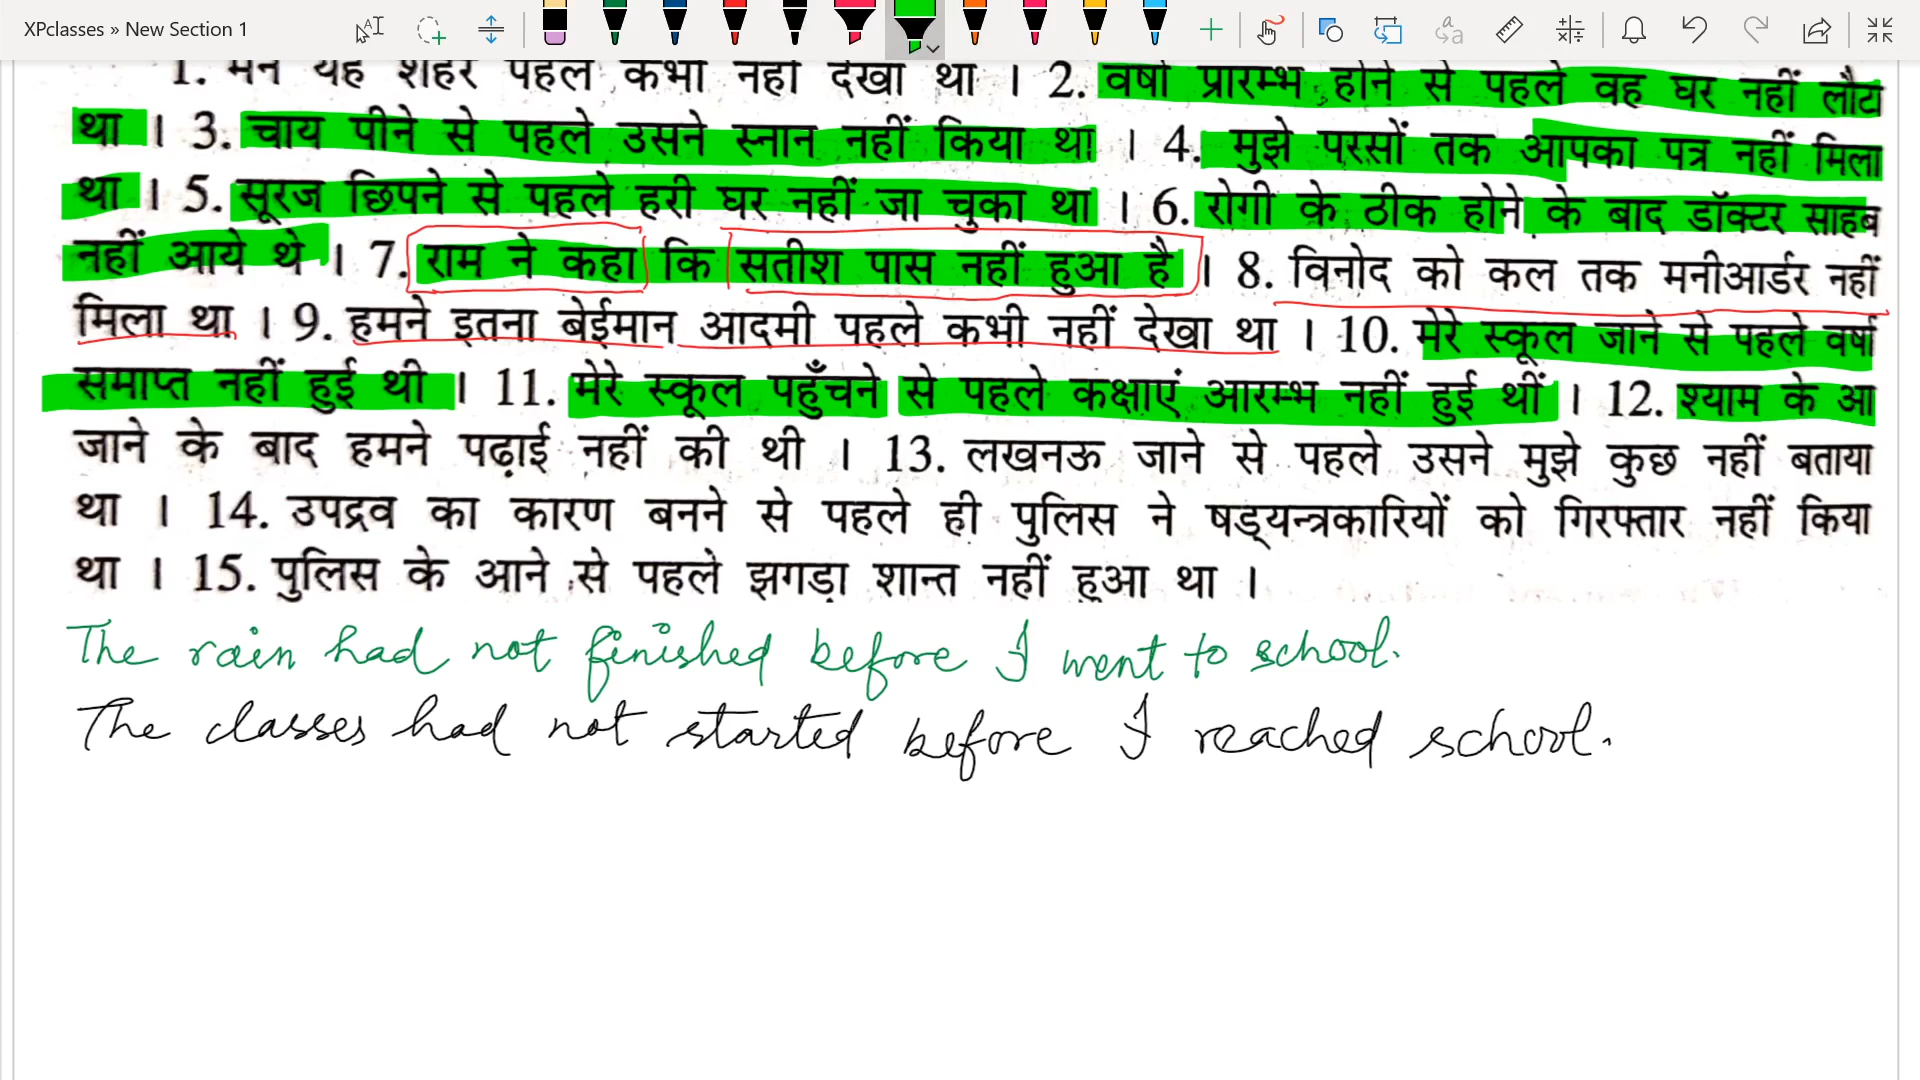 XPclasses » New Section 1
1. मैंने यह शहर पहले कभी नहीं देखा था । 2. वर्षा प्रारम्भ होने से पहले वह घर नहीं लौटा
था । 3. चाय पीने से पहले उसने स्नान नहीं किया था । 4. मुझे परसों तक आपका पत्र नहीं मिला
था । 5. सूरज छिपने से पहले हरी घर नहीं जा चुका था । 6. रोगी के ठीक होने के बाद डॉक्टर साहब
नहीं आये थे । 7. राम ने कहा कि सतीश पास नहीं हुआ है । 8. विनोद को कल तक मनीआर्डर नहीं
मिला था । 9. हमने इतना बेईमान आदमी पहले कभी नहीं देखा था । 10. मेरे स्कूल जाने से पहले वर्षा
समाप्त नहीं हुई थी । 11. मेरे स्कूल पहुँचने से पहले कक्षाएं आरम्भ नहीं हुई थीं । 12. श्याम के आ
जाने के बाद हमने पढ़ाई नहीं की थी । 13. लखनऊ जाने से पहले उसने मुझे कुछ नहीं बताया
था । 14. उपद्रव का कारण बनने से पहले ही पुलिस ने षड्यन्त्रकारियों को गिरफ्तार नहीं किया
था । 15. पुलिस के आने से पहले झगड़ा शान्त नहीं हुआ था ।
The rain had not finished before I went to school.
The classes had not started before I reached school.